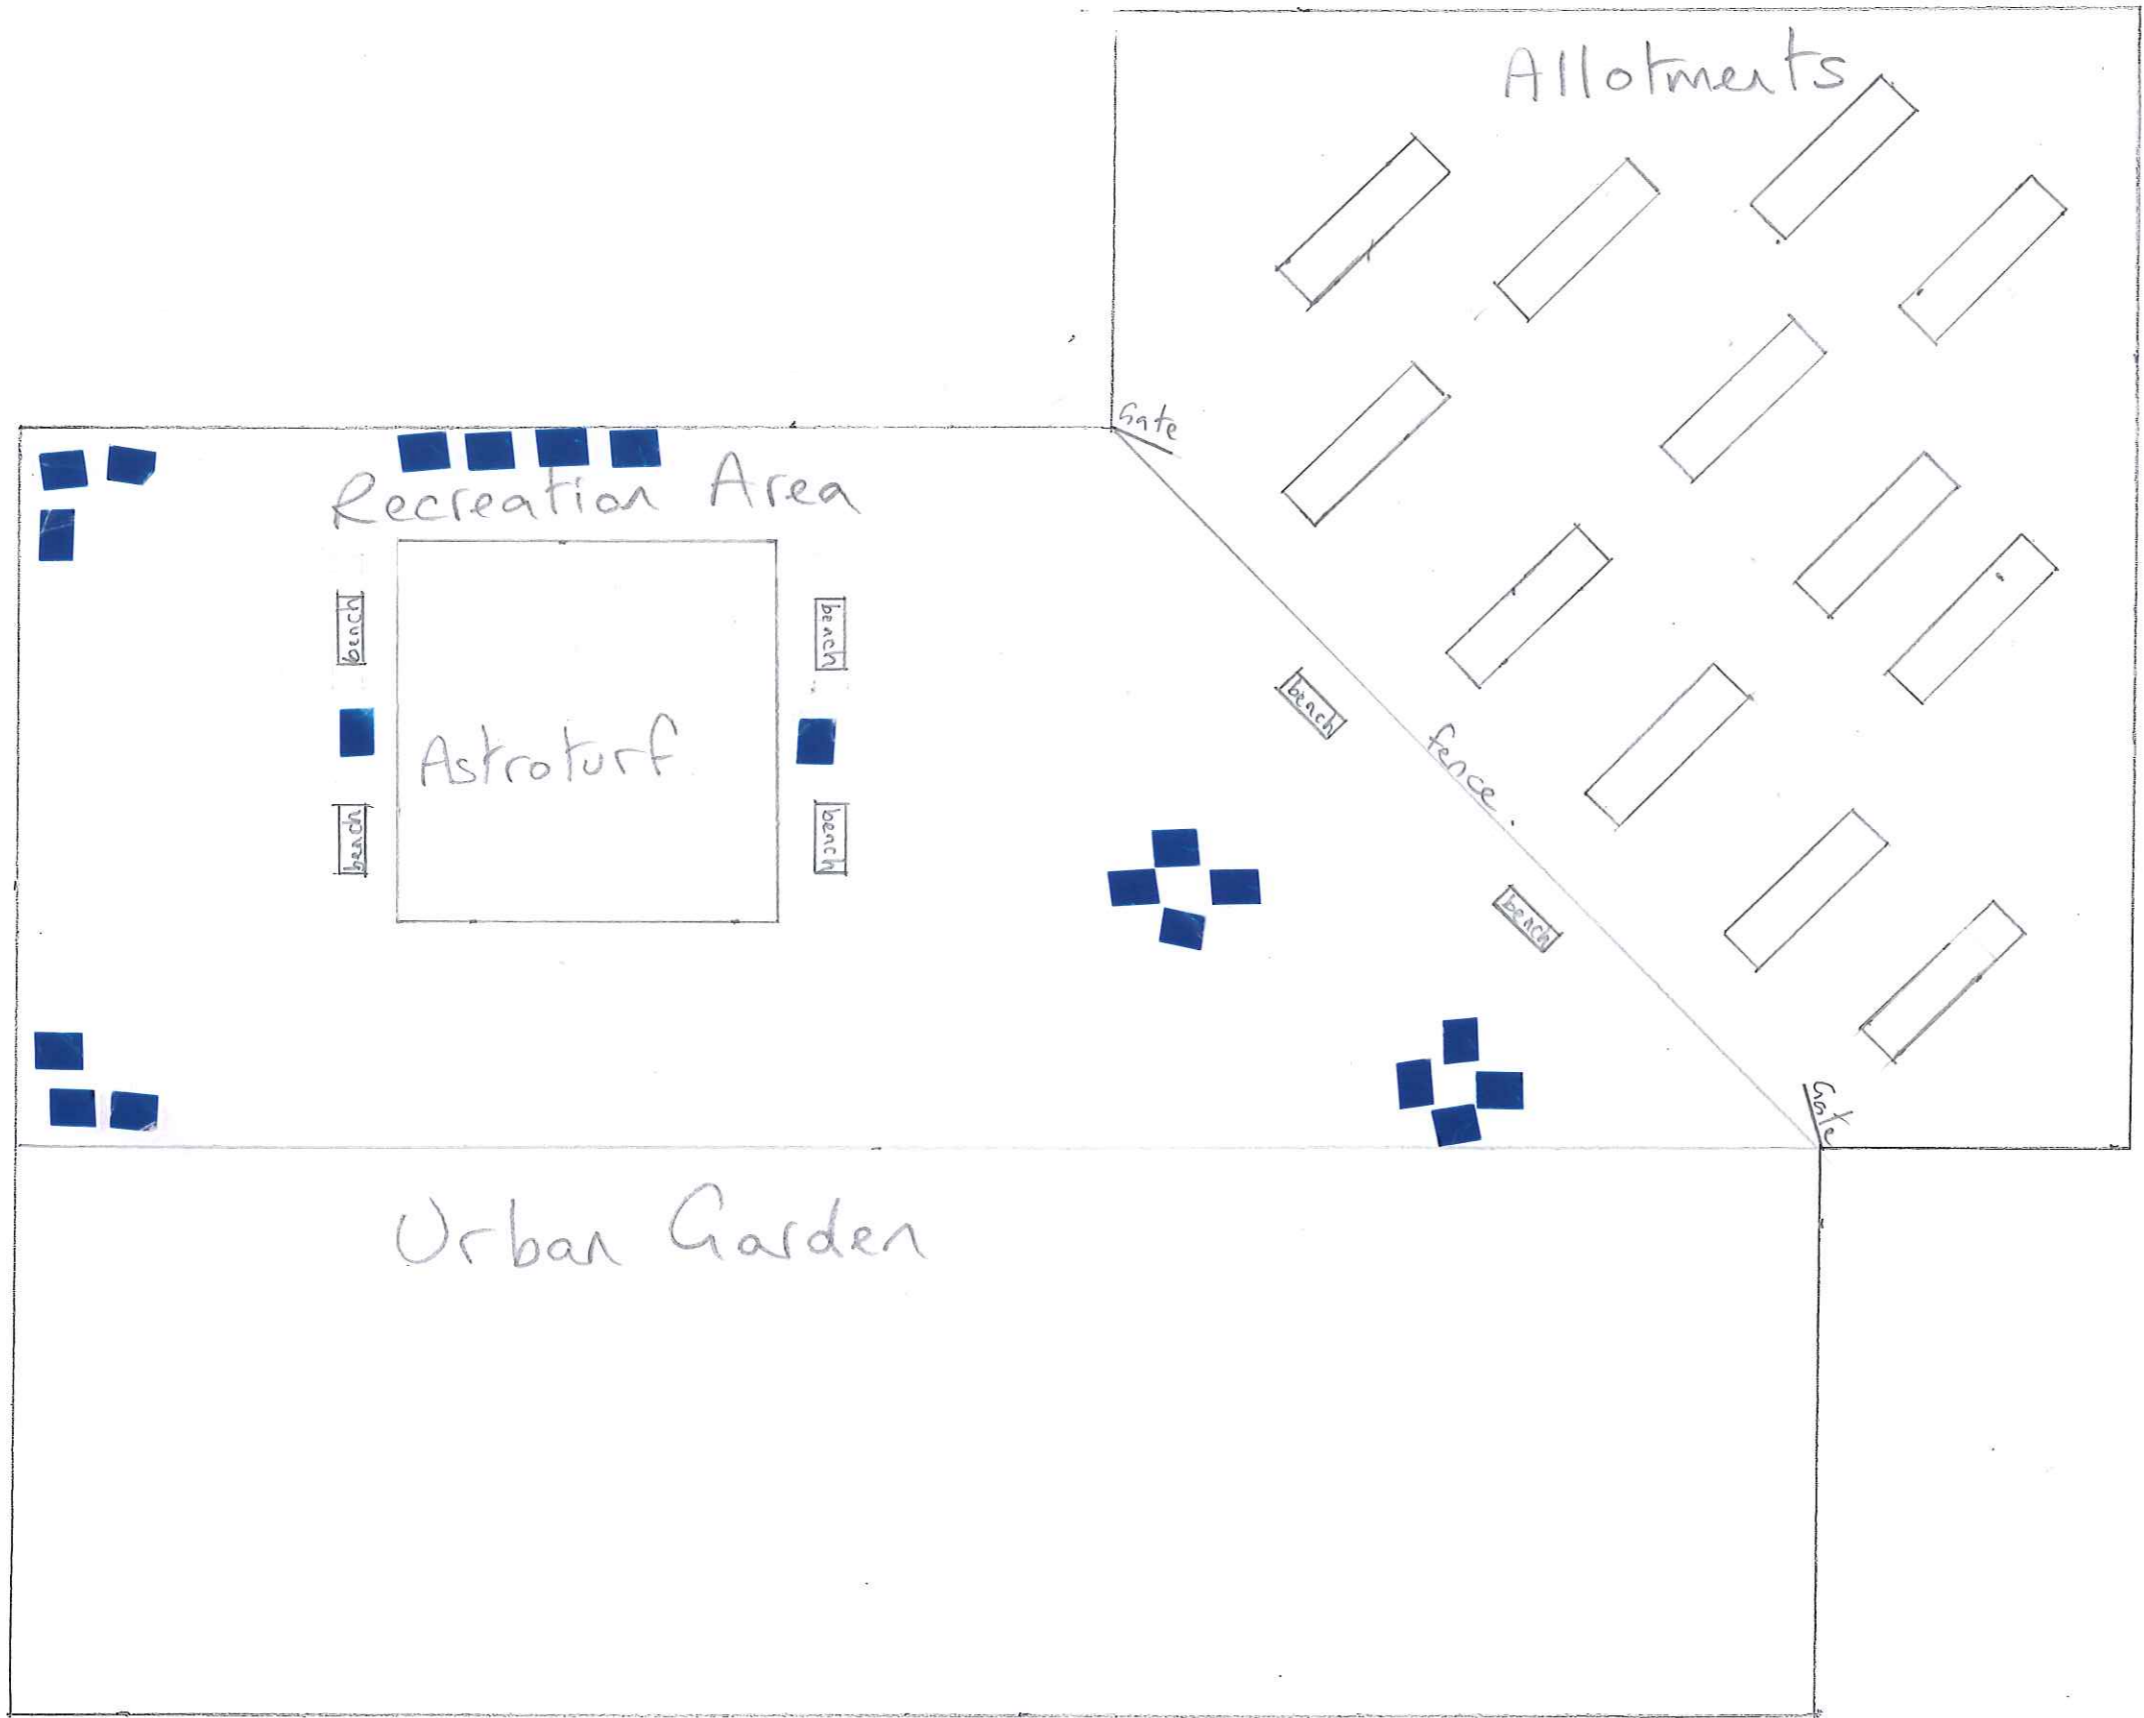 Allotments
Gate
Recreation Area
bench
bench
bench
Astroturf
fence
bench
bench
bench
Gate
Urban Garden